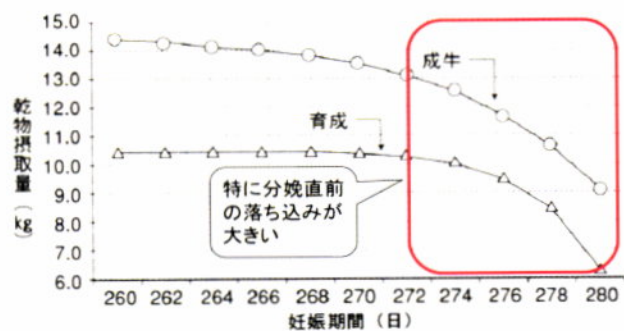 乾物摂取量(kg)
15.0
14.0
13.0
12.0
11.0
10.0
9.0
8.0
7.0
6.0
成牛
育成
特に分娩直前
の落ち込みが
大きい
260 262 264 266 268 270 272 274 276 278 280
妊娠期間(日)